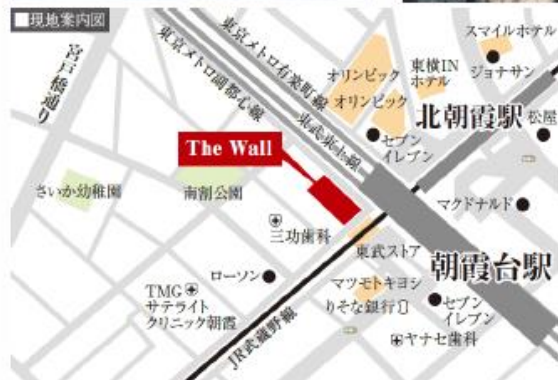 ■現地案内図
宮戸橋通り
東京メトロ副都心線
東京メトロ有楽町線
東武東上線
オリンピック
オリンピック
東横IN
ホテル
スマイルホテル
ジョナサン
北朝霞駅
松屋
セブン
イレブン
The Wall
さいか幼稚園
南割公園
三功歯科
マクドナルド
東武ストア
朝霞台駅
ローソン
マツモトキヨシ
りそな銀行
TMG
サテライト
クリニック朝霞
セブン
イレブン
ヤナセ歯科
JR武蔵野線